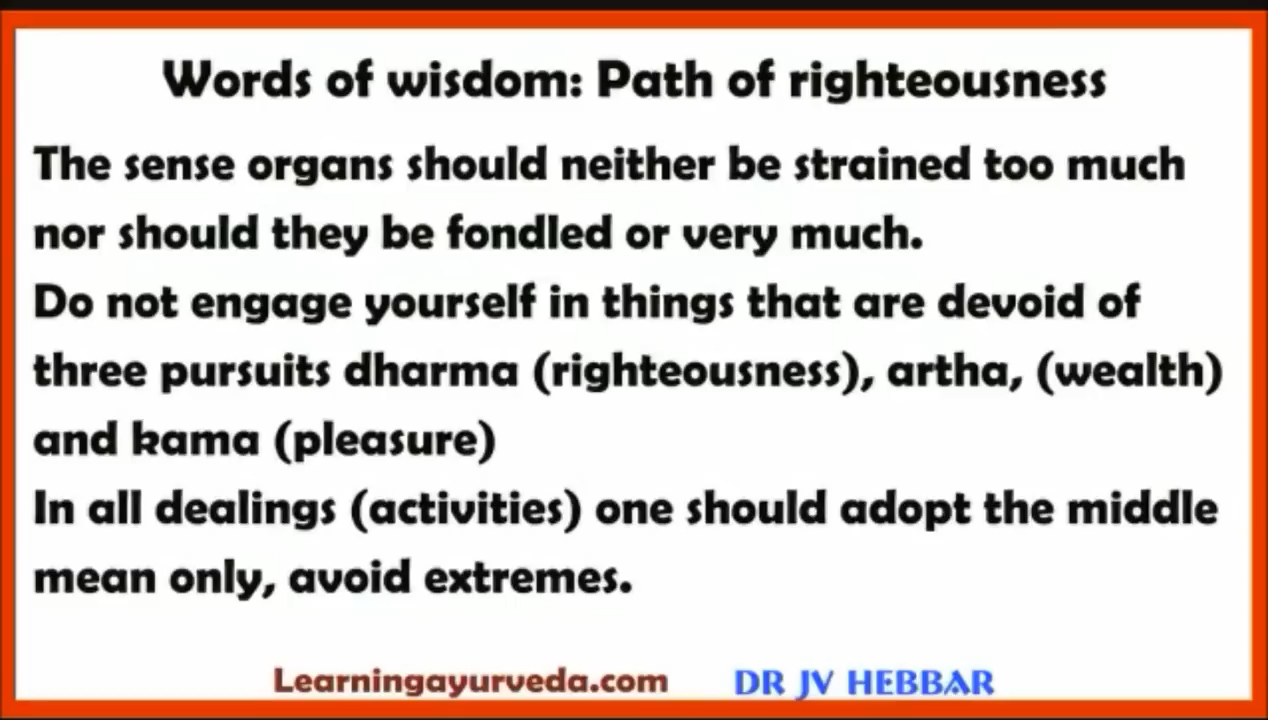 Words of wisdom: Path of righteousness
The sense organs should neither be strained too much
nor should they be fondled or very much.
Do not engage yourself in things that are devoid of
three pursuits dharma (righteousness), artha, (wealth)
and kama (pleasure)
In all dealings (activities) one should adopt the middle
mean only, avoid extremes.
Learningayurveda.com DR JV HEBBAR